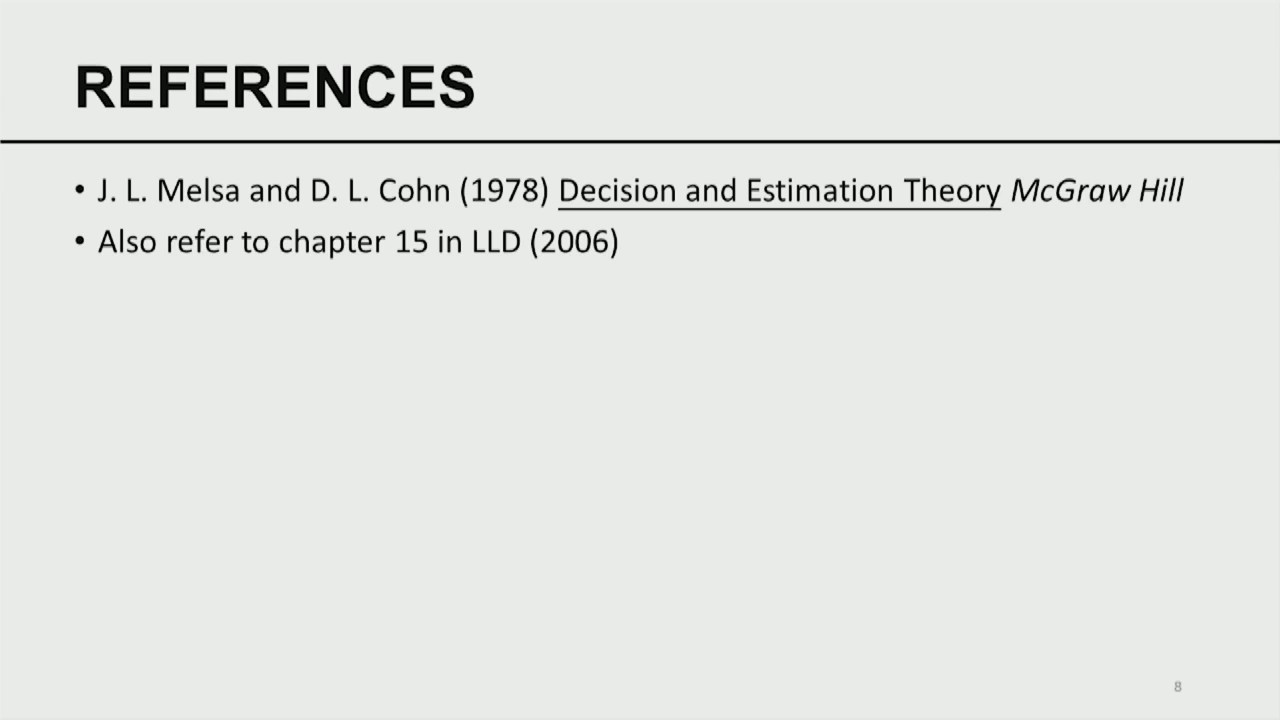 REFERENCES
• J. L. Melsa and D. L. Cohn (1978) Decision and Estimation Theory McGraw Hill
• Also refer to chapter 15 in LLD (2006)
8